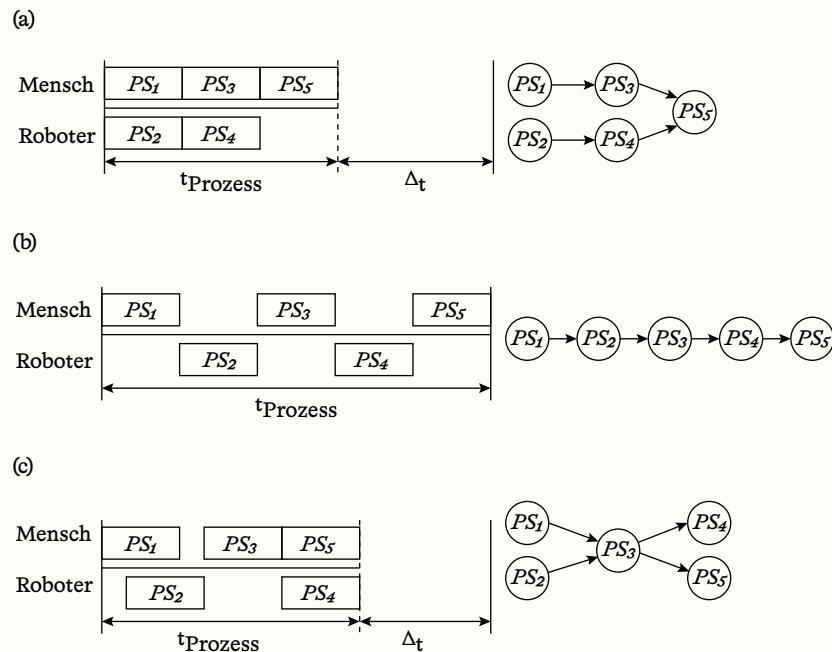 (a)
Mensch PS₁ PS₃ PS₅ PS₁ PS₃
PS₅
Roboter PS₂ PS₄ PS₂ PS₄
tProzess Δt
(b)
Mensch PS₁ PS₃ PS₅
PS₁ PS₂ PS₃ PS₄ PS₅
Roboter PS₂ PS₄
tProzess
(c)
Mensch PS₁ PS₃ PS₅ PS₁ PS₄
PS₃
Roboter PS₂ PS₄ PS₂ PS₅
tProzess Δt